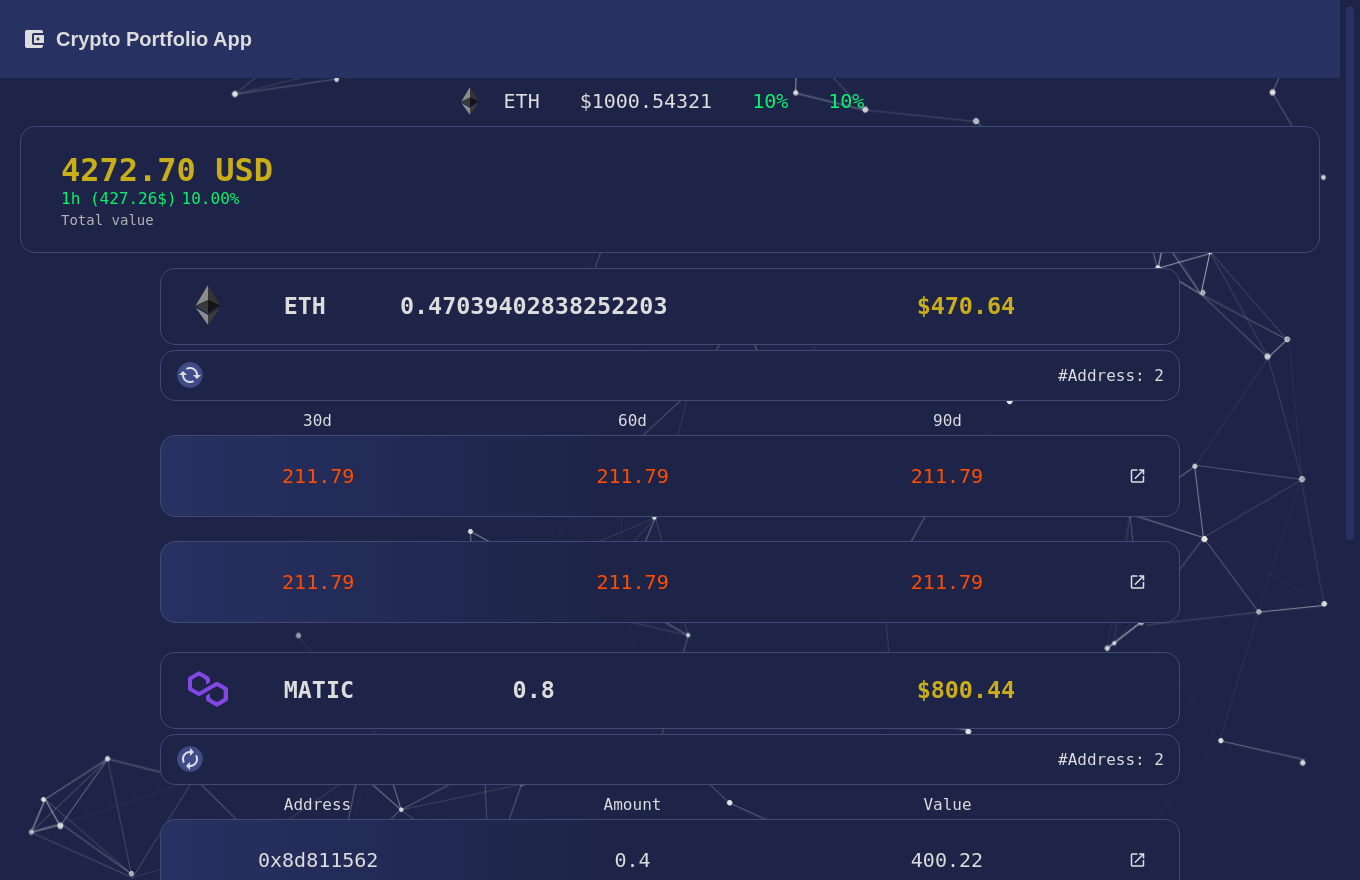 Crypto Portfolio App
ETH $1000.54321 10% 10%
4272.70 USD
1h (427.26$) 10.00%
Total value
ETH 0.47039402838252203 $470.64
#Address: 2
30d 60d 90d
211.79 211.79 211.79
211.79 211.79 211.79
MATIC 0.8 $800.44
#Address: 2
Address Amount Value
0x8d811562 0.4 400.22